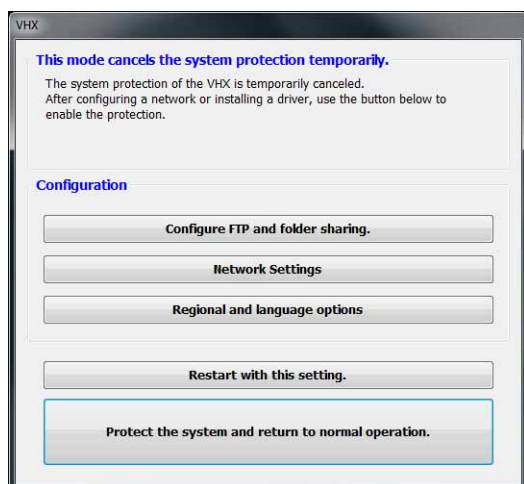 VHX
This mode cancels the system protection temporarily.
The system protection of the VHX is temporarily canceled.
After configuring a network or installing a driver, use the button below to
enable the protection.
Configuration
Configure FTP and folder sharing.
Network Settings
Regional and language options
Restart with this setting.
Protect the system and return to normal operation.